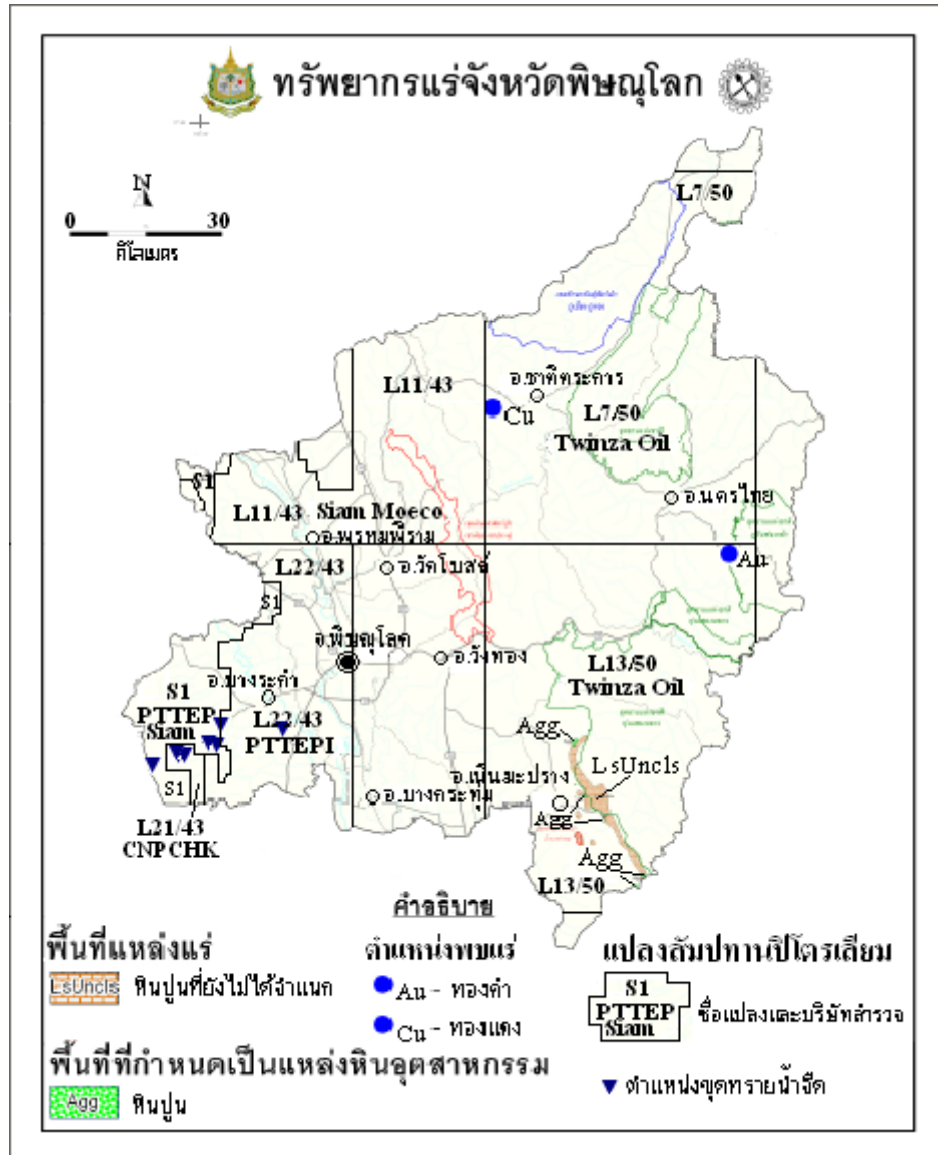 ทรัพยากรแร่จังหวัดพิษณุโลก
N
0 30
กิโลเมตร
L7/50
L11/43
อ.ชาติตระการ
Cu
L7/50
Twinza Oil
S1
อ.นครไทย
L11/43 Siam Moeco
อ.พรหมพิราม
L22/43
อ.วัดโบสถ์
Au
S1
อ.พิษณุโลก
อ.วังทอง
L13/50
Twinza Oil
อ.บางระกำ
S1
PTTEP
Siam
L22/43
PTTEPI
Agg
อ.เนินมะปราง
LsUncls
S1
อ.บางกระทุ่ม
Agg
L21/43
CNPCHK
Agg
L13/50
คำอธิบาย
พื้นที่แหล่งแร่
LsUncls หินปูนที่ยังไม่ได้จำแนก
พื้นที่ที่กำหนดเป็นแหล่งหินอุตสาหกรรม
Agg หินปูน
ตำแหน่งพบแร่
Au - ทองคำ
Cu - ทองแดง
แปลงสัมปทานปิโตรเลียม
S1
PTTEP
Siam
ชื่อแปลงและบริษัทสำรวจ
ตำแหน่งขุดทรายน้ำจืด